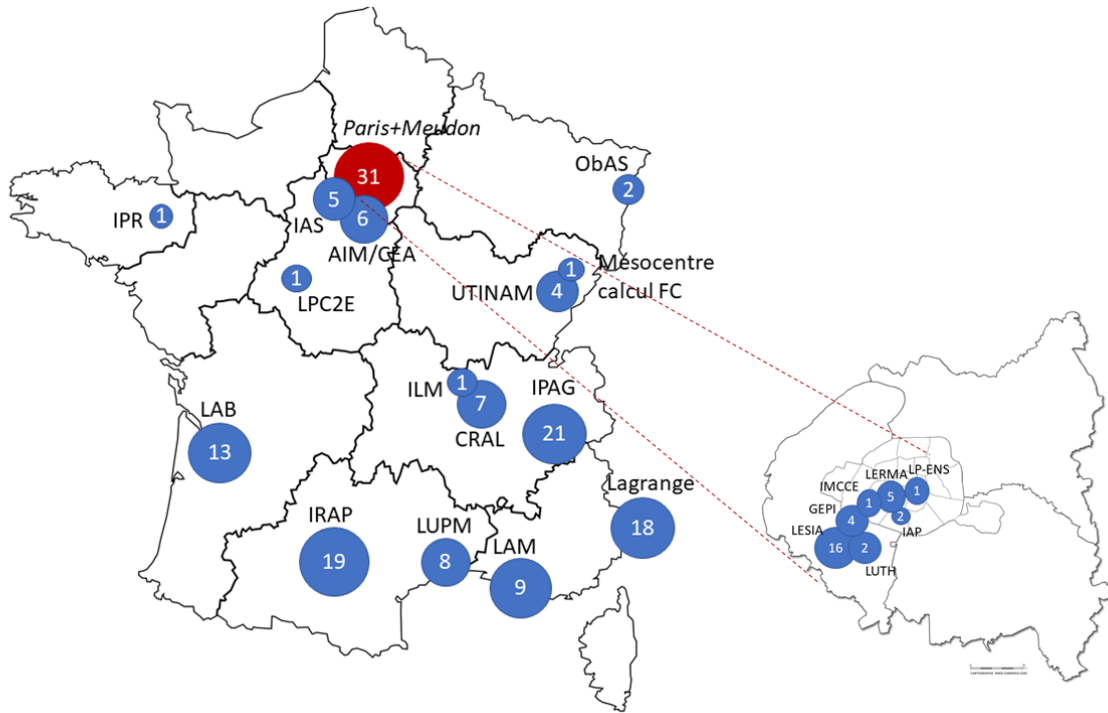 Paris+Meudon
31
ObAS
2
5
6
IPR
1
IAS
AIM/CEA
1
LPC2E
1
Mésocentre
calcul FC
UTINAM
4
ILM
1
7
CRAL
IPAG
21
LAB
13
Lagrange
18
IRAP
19
LUPM
8
LAM
9
LERMA
LP-ENS
IMCCE
1
5
1
GEPI
4
2
IAP
LESIA
16
2
LUTH